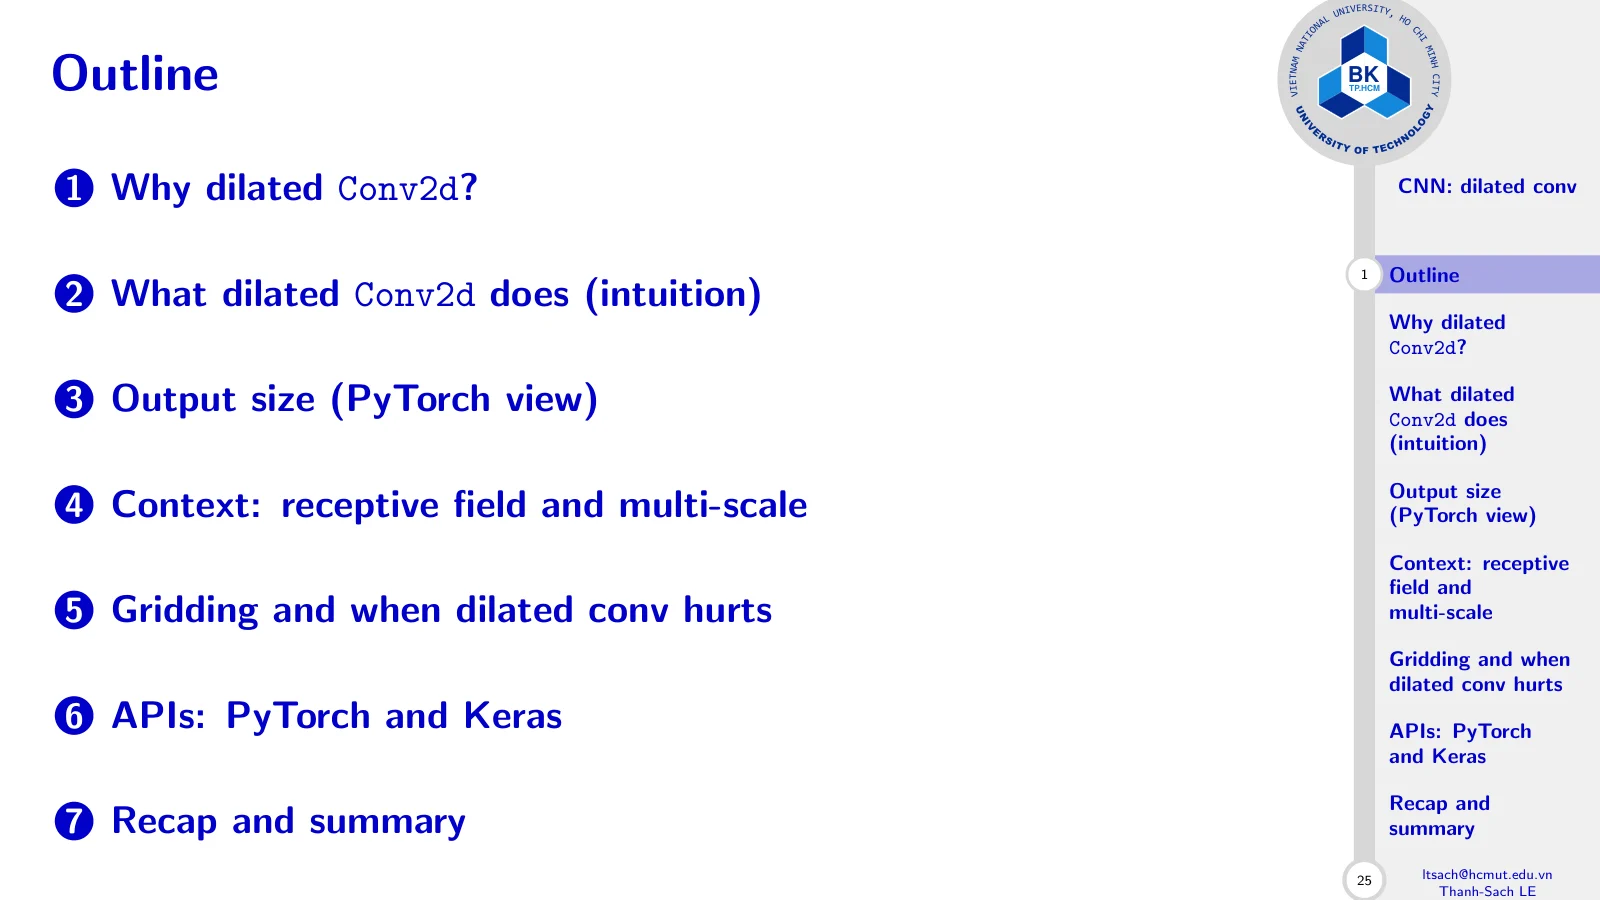 Outline
1 Why dilated Conv2d?
2 What dilated Conv2d does (intuition)
3 Output size (PyTorch view)
4 Context: receptive field and multi-scale
5 Gridding and when dilated conv hurts
6 APIs: PyTorch and Keras
7 Recap and summary
VIETNAM NATIONAL UNIVERSITY, HO CHI MINH CITY
BK
TP.HCM
UNIVERSITY OF TECHNOLOGY
CNN: dilated conv
1
Outline
Why dilated
Conv2d?
What dilated
Conv2d does
(intuition)
Output size
(PyTorch view)
Context: receptive
field and
multi-scale
Gridding and when
dilated conv hurts
APIs: PyTorch
and Keras
Recap and
summary
25
ltsach@hcmut.edu.vn
Thanh-Sach LE